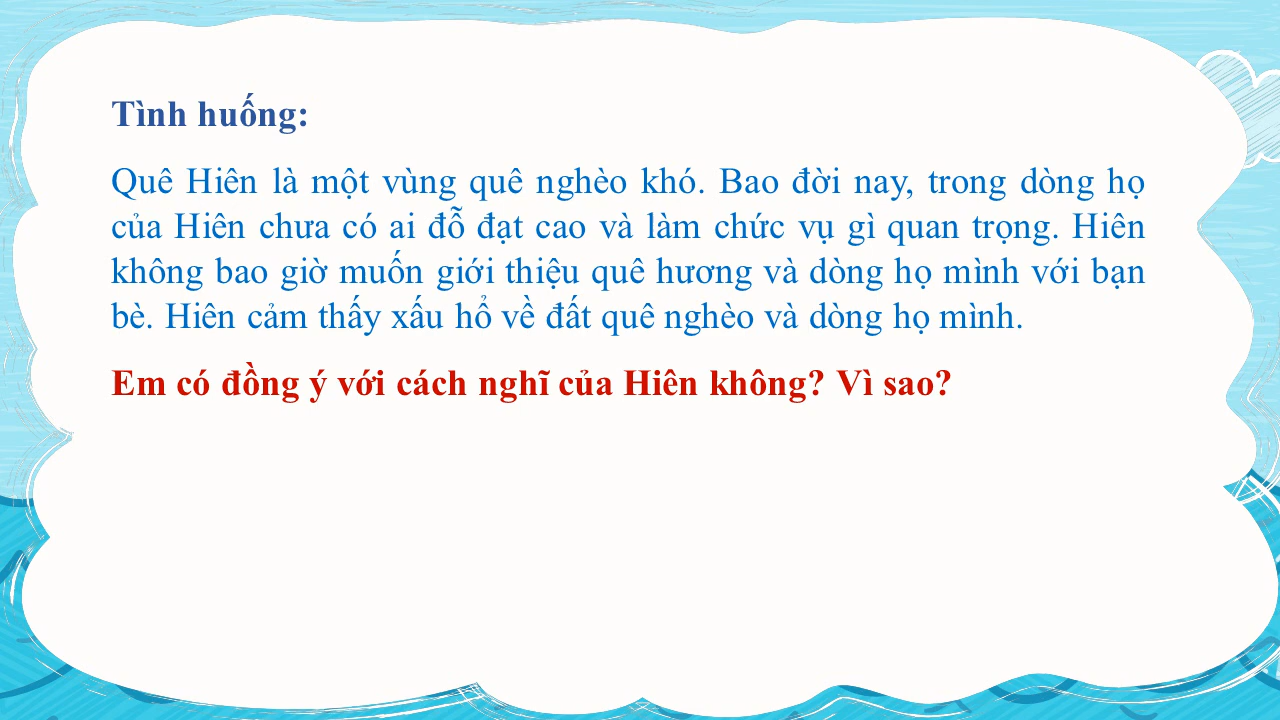 Tình huống:
Quê Hiên là một vùng quê nghèo khó. Bao đời nay, trong dòng họ
của Hiên chưa có ai đỗ đạt cao và làm chức vụ gì quan trọng. Hiên
không bao giờ muốn giới thiệu quê hương và dòng họ mình với bạn
bè. Hiên cảm thấy xấu hổ về đất quê nghèo và dòng họ mình.
Em có đồng ý với cách nghĩ của Hiên không? Vì sao?